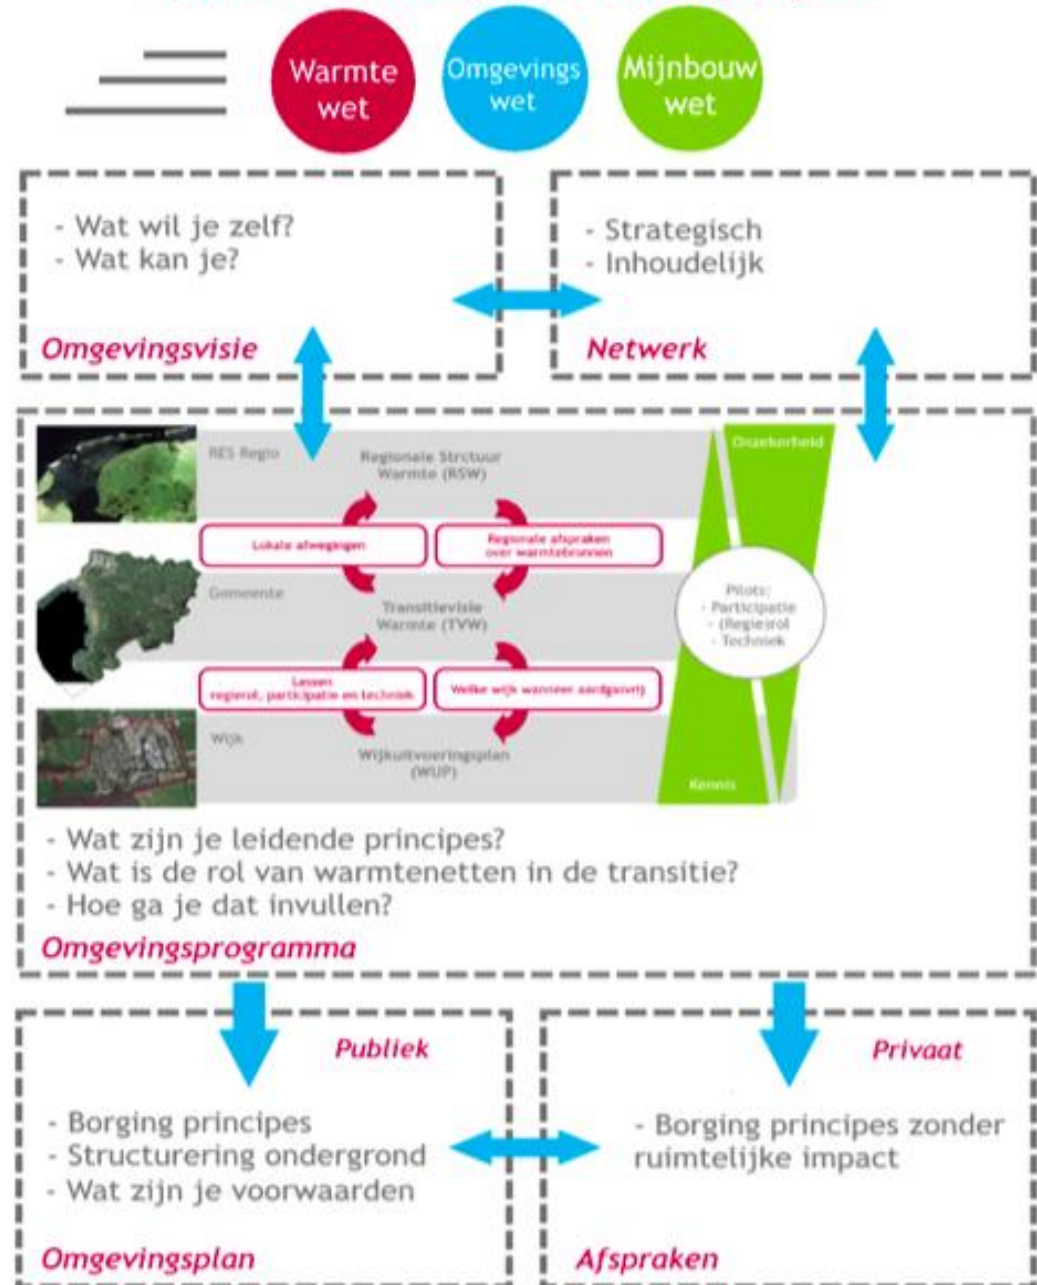 Warmte
wet
Omgevings
wet
Mijnbouw
wet
- Wat wil je zelf?
- Wat kan je?
Omgevingsvisie
- Strategisch
- Inhoudelijk
Netwerk
RES Regio
Regionale Strctuur
Warmte (RSW)
Onzekerheid
Lokale afwegingen
Regionale afspraken
over warmtebronnen
Gemeente
Transitievisie
Warmte (TVW)
Pilots:
- Participatie
- (Regie)rol
- Techniek
Lessen
regierol, participatie en techniek
Welke wijk wanneer aardgasvrij
Wijk
Wijkuitvoeringsplan
(WUP)
Kennis
- Wat zijn je leidende principes?
- Wat is de rol van warmtenetten in de transitie?
- Hoe ga je dat invullen?
Omgevingsprogramma
Publiek
- Borging principes
- Structurering ondergrond
- Wat zijn je voorwaarden
Omgevingsplan
Privaat
- Borging principes zonder
ruimtelijke impact
Afspraken